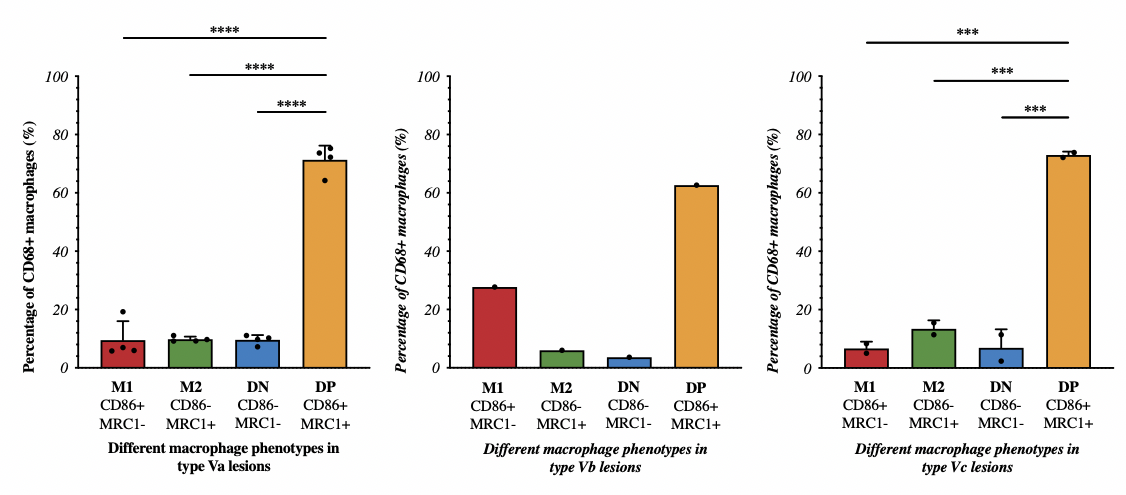 ****
****
****
Percentage of CD68+ macrophages (%)
100
80
60
40
20
0
M1 M2 DN DP
CD86+ CD86- CD86- CD86+
MRC1- MRC1+ MRC1- MRC1+
Different macrophage phenotypes in
type Va lesions
Percentage of CD68+ macrophages (%)
100
80
60
40
20
0
M1 M2 DN DP
CD86+ CD86- CD86- CD86+
MRC1- MRC1+ MRC1- MRC1+
Different macrophage phenotypes in
type Vb lesions
***
***
***
Percentage of CD68+ macrophages (%)
100
80
60
40
20
0
M1 M2 DN DP
CD86+ CD86- CD86- CD86+
MRC1- MRC1+ MRC1- MRC1+
Different macrophage phenotypes in
type Vc lesions